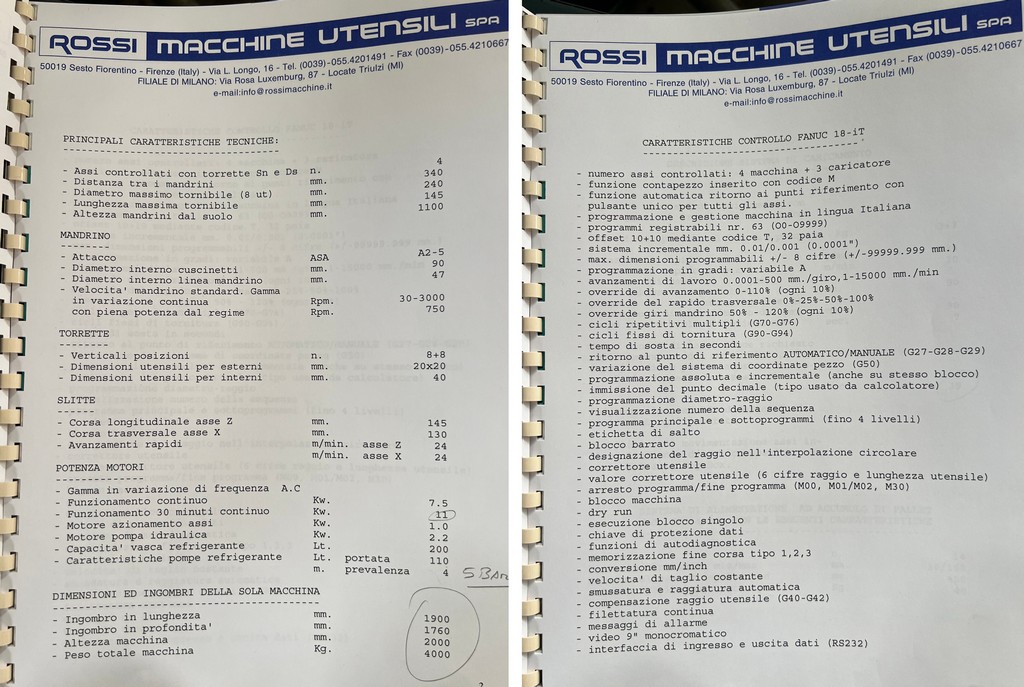 ROSSI MACCHINE UTENSILI SPA
50019 Sesto Fiorentino - Firenze (Italy) - Via L. Longo, 16 - Tel. (0039)-055.4201491 - Fax (0039)-055.4210667
FILIALE DI MILANO: Via Rosa Luxemburg, 87 - Locate Triulzi (MI)
e-mail:info@rossimacchine.it
PRINCIPALI CARATTERISTICHE TECNICHE:
- Assi controllati con torrette Sn e Ds n. 4
- Distanza tra i mandrini mm. 340
- Diametro massimo tornibile (8 ut) mm. 240
- Lunghezza massima tornibile mm. 145
- Altezza mandrini dal suolo mm. 1100
MANDRINO
- Attacco ASA A2-5
- Diametro interno cuscinetti mm. 90
- Diametro interno linea mandrino mm. 47
- Velocita' mandrino standard. Gamma
in variazione continua Rpm. 30-3000
con piena potenza dal regime Rpm. 750
TORRETTE
- Verticali posizioni n. 8+8
- Dimensioni utensili per esterni mm. 20x20
- Dimensioni utensili per interni mm. 40
SLITTE
- Corsa longitudinale asse Z mm. 145
- Corsa trasversale asse X mm. 130
- Avanzamenti rapidi m/min. asse Z 24
m/min. asse X 24
POTENZA MOTORI
- Gamma in variazione di frequenza A.C
- Funzionamento continuo Kw. 7.5
- Funzionamento 30 minuti continuo Kw. 11
- Motore azionamento assi Kw. 1.0
- Motore pompa idraulica Kw. 2.2
- Capacita' vasca refrigerante Lt. 200
- Caratteristiche pompe refrigerante Lt. portata 110
m. prevalenza 4 5 BAR
DIMENSIONI ED INGOMBRI DELLA SOLA MACCHINA
- Ingombro in lunghezza mm. 1900
- Ingombro in profondita' mm. 1760
- Altezza macchina mm. 2000
- Peso totale macchina Kg. 4000
ROSSI MACCHINE UTENSILI SPA
50019 Sesto Fiorentino - Firenze (Italy) - Via L. Longo, 16 - Tel. (0039)-055.4201491 - Fax (0039)-055.4210667
FILIALE DI MILANO: Via Rosa Luxemburg, 87 - Locate Triulzi (MI)
e-mail:info@rossimacchine.it
CARATTERISTICHE CONTROLLO FANUC 18-iT
- numero assi controllati: 4 macchina + 3 caricatore
- funzione contapezzo inserito con codice M
- funzione automatica ritorno ai punti riferimento con
pulsante unico per tutti gli assi.
- programmazione e gestione macchina in lingua Italiana
- programmi registrabili nr. 63 (OO-O9999)
- offset 10+10 mediante codice T, 32 paia
- sistema incrementale mm. 0.01/0.001 (0.0001")
- max. dimensioni programmabili +/- 8 cifre (+/-99999.999 mm.)
- programmazione in gradi: variabile A
- avanzamenti di lavoro 0.0001-500 mm./giro,1-15000 mm./min
- override di avanzamento 0-110% (ogni 10%)
- override del rapido trasversale 0%-25%-50%-100%
- override giri mandrino 50% - 120% (ogni 10%)
- cicli ripetitivi multipli (G70-G76)
- cicli fissi di tornitura (G90-G94)
- tempo di sosta in secondi
- ritorno al punto di riferimento AUTOMATICO/MANUALE (G27-G28-G29)
- variazione del sistema di coordinate pezzo (G50)
- programmazione assoluta e incrementale (anche su stesso blocco)
- immissione del punto decimale (tipo usato da calcolatore)
- programmazione diametro-raggio
- visualizzazione numero della sequenza
- programma principale e sottoprogrammi (fino 4 livelli)
- etichetta di salto
- blocco barrato
- designazione del raggio nell'interpolazione circolare
- correttore utensile
- valore correttore utensile (6 cifre raggio e lunghezza utensile)
- arresto programma/fine programma (M00, M01/M02, M30)
- blocco macchina
- dry run
- esecuzione blocco singolo
- chiave di protezione dati
- funzioni di autodiagnostica
- memorizzazione fine corsa tipo 1,2,3
- conversione mm/inch
- velocita' di taglio costante
- smussatura e raggiatura automatica
- compensazione raggio utensile (G40-G42)
- filettatura continua
- messaggi di allarme
- video 9" monocromatico
- interfaccia di ingresso e uscita dati (RS232)